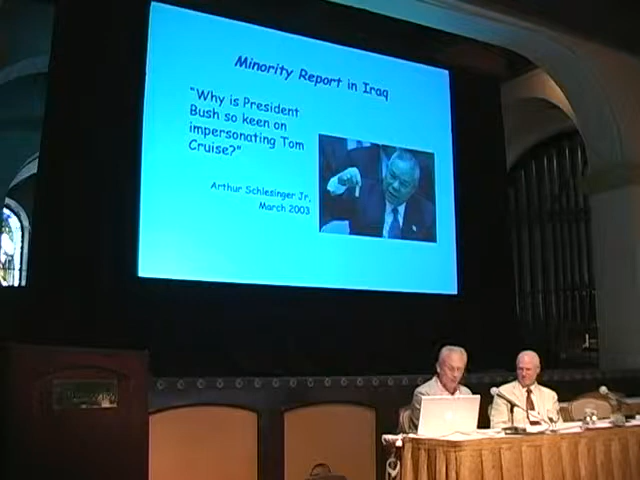 Minority Report in Iraq
"Why is President
Bush so keen on
impersonating Tom
Cruise?"
Arthur Schlesinger Jr,
March 2003